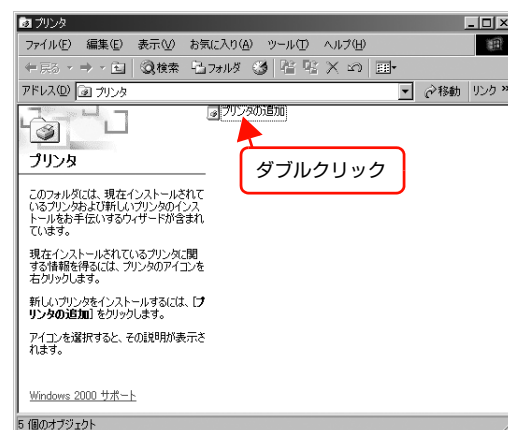 プリンタ
ファイル(F) 編集(E) 表示(V) お気に入り(A) ツール(T) ヘルプ(H)
戻る 検索 フォルダ
アドレス(D) プリンタ 移動 リンク »
プリンタの追加
ダブルクリック
プリンタ
このフォルダには、現在インストールされて
いるプリンタおよび新しいプリンタのインス
トールをお手伝いするウィザードが含まれ
ています。
現在インストールされているプリンタに関
する情報を得るには、プリンタのアイコンを
右クリックします。
新しいプリンタをインストールするには、[プ
リンタの追加] をクリックします。
アイコンを選択すると、その説明が表示さ
れます。
Windows 2000 サポート
5 個のオブジェクト